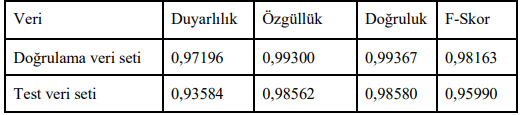 Veri Duyarlılık Özgüllük Doğruluk F-Skor
Doğrulama veri seti 0,97196 0,99300 0,99367 0,98163
Test veri seti 0,93584 0,98562 0,98580 0,95990